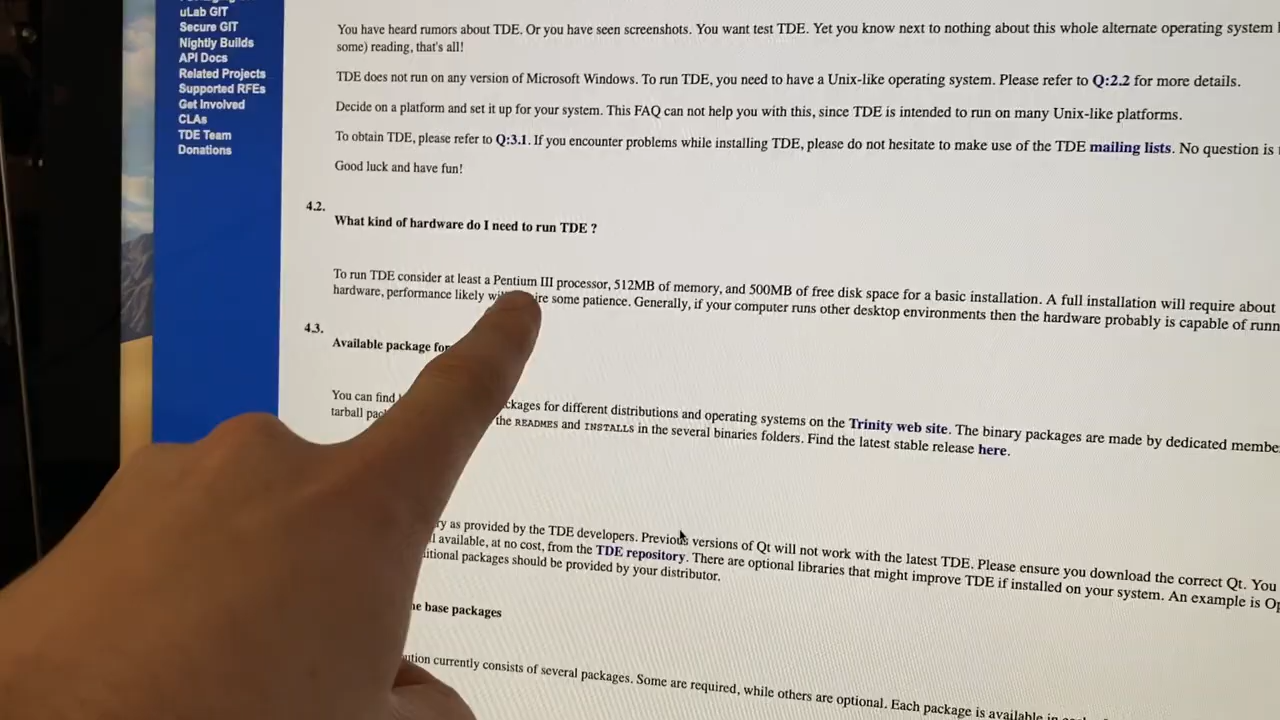 uLab GIT
Secure GIT
Nightly Builds
API Docs
Related Projects
Supported RFEs
Get Involved
CLAs
TDE Team
Donations
You have heard rumors about TDE. Or you have seen screenshots. You want test TDE. Yet you know next to nothing about this whole alternate operating system
some) reading, that's all!
TDE does not run on any version of Microsoft Windows. To run TDE, you need to have a Unix-like operating system. Please refer to Q:2.2 for more details.
Decide on a platform and set it up for your system. This FAQ can not help you with this, since TDE is intended to run on many Unix-like platforms.
To obtain TDE, please refer to Q:3.1. If you encounter problems while installing TDE, please do not hesitate to make use of the TDE mailing lists. No question is
Good luck and have fun!
4.2.
What kind of hardware do I need to run TDE ?
To run TDE consider at least a Pentium III processor, 512MB of memory, and 500MB of free disk space for a basic installation. A full installation will require about
hardware, performance likely some patience. Generally, if your computer runs other desktop environments then the hardware probably is capable of
4.3.
Available package for
You can find for different distributions and operating systems on the Trinity web site. The binary packages are made by dedicated
tarball the READMES and INSTALLS in the several binaries folders. Find the latest stable release here.
as provided by the TDE developers. Previous versions of Qt will not work with the latest TDE. Please ensure you download the correct Qt. You
available, at no cost, from the TDE repository. There are optional libraries that might improve TDE if installed on your system. An example is
packages should be provided by your distributor.
base packages
currently consists of several packages. Some are required, while others are optional. Each package is available in